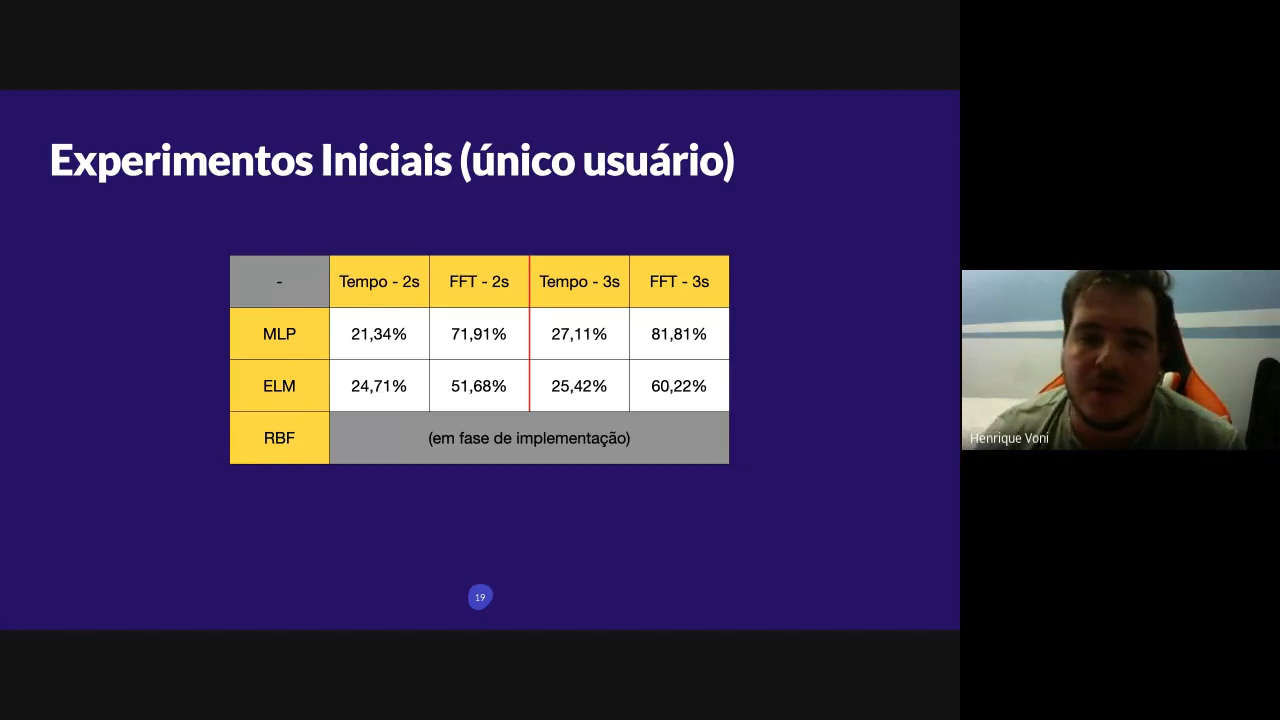 Experimentos Iniciais (único usuário)
- Tempo - 2s FFT - 2s Tempo - 3s FFT - 3s
MLP 21,34% 71,91% 27,11% 81,81%
ELM 24,71% 51,68% 25,42% 60,22%
RBF (em fase de implementação)
Henrique Voni
19